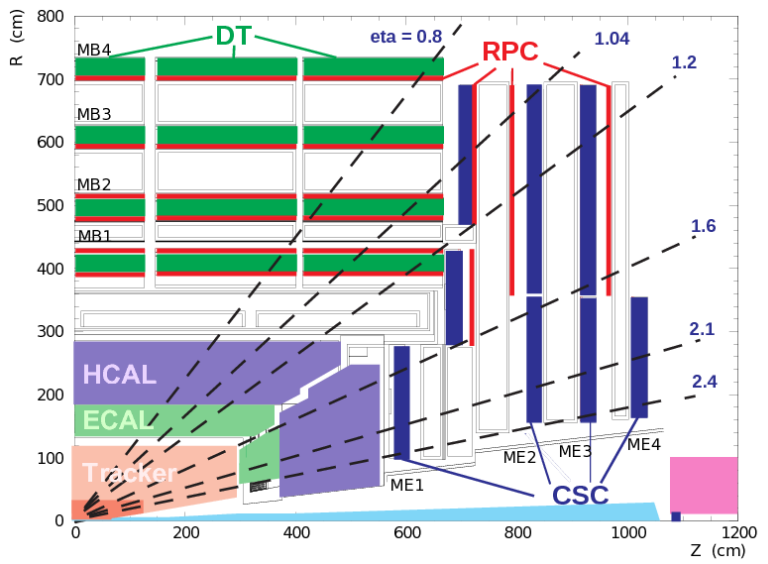 R (cm)
800
700
600
500
400
300
200
100
0
0
200
400
600
800
1000
1200
Z (cm)
DT
eta = 0.8
1.04
RPC
1.2
MB4
MB3
MB2
MB1
1.6
2.1
2.4
HCAL
ECAL
Tracker
ME1
ME2
ME3
ME4
CSC